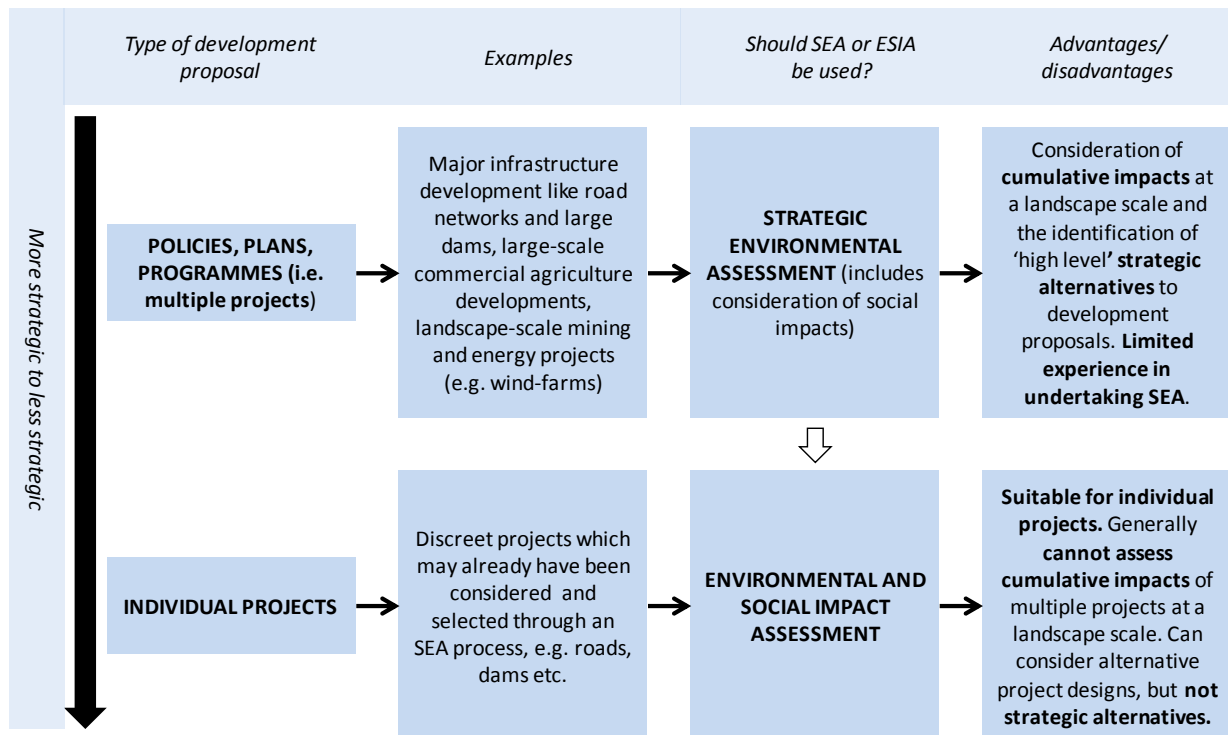 Type of development
proposal
Examples
Should SEA or ESIA
be used?
Advantages/
disadvantages
More strategic to less strategic
POLICIES, PLANS,
PROGRAMMES (i.e.
multiple projects)
Major infrastructure
development like road
networks and large
dams, large-scale
commercial agriculture
developments,
landscape-scale mining
and energy projects
(e.g. wind-farms)
STRATEGIC
ENVIRONMENTAL
ASSESSMENT (includes
consideration of social
impacts)
Consideration of
cumulative impacts at
a landscape scale and
the identification of
‘high level’ strategic
alternatives to
development
proposals. Limited
experience in
undertaking SEA.
INDIVIDUAL PROJECTS
Discreet projects which
may already have been
considered and
selected through an
SEA process, e.g. roads,
dams etc.
ENVIRONMENTAL AND
SOCIAL IMPACT
ASSESSMENT
Suitable for individual
projects. Generally
cannot assess
cumulative impacts of
multiple projects at a
landscape scale. Can
consider alternative
project designs, but not
strategic alternatives.